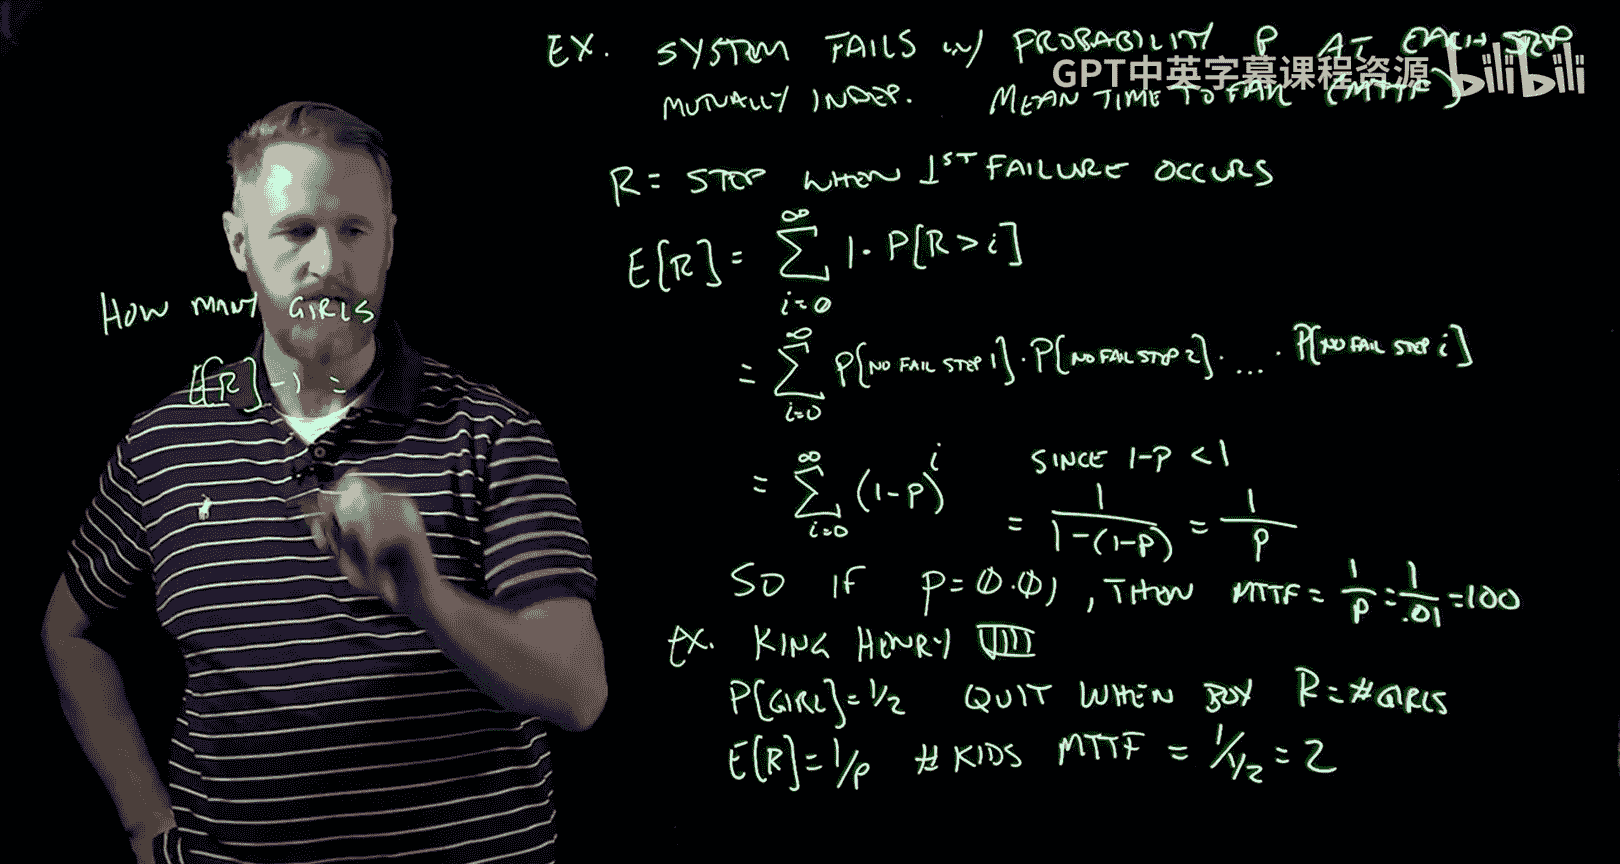 EX. SYSTEM FAILS W/ PROBABILITY P AT EACH STEP
GPT中英字幕课程资源 bilibili
MUTUALLY INDEP. MEAN TIME TO FAIL (MTTF)
R = STEP WHEN 1ST FAILURE OCCURS
E[R] = ∑_{i=0}^{∞} 1 · P[R > i]
= ∑_{i=0}^{∞} P[NO FAIL STEP 1] · P[NO FAIL STEP 2] · ... · P[NO FAIL STEP i]
= ∑_{i=0}^{∞} (1-P)^i SINCE 1-P < 1
= 1/(1-(1-P)) = 1/P
SO IF P = 0.01, THEN MTTF = 1/P = 1/.01 = 100
EX. KING HENRY VIII
P[GIRL] = 1/2 QUIT WHEN BOY R = # GIRLS
E[R] = 1/P # KIDS MTTF = 1/1/2 = 2
HOW MANY GIRLS
E[R] - 1 =